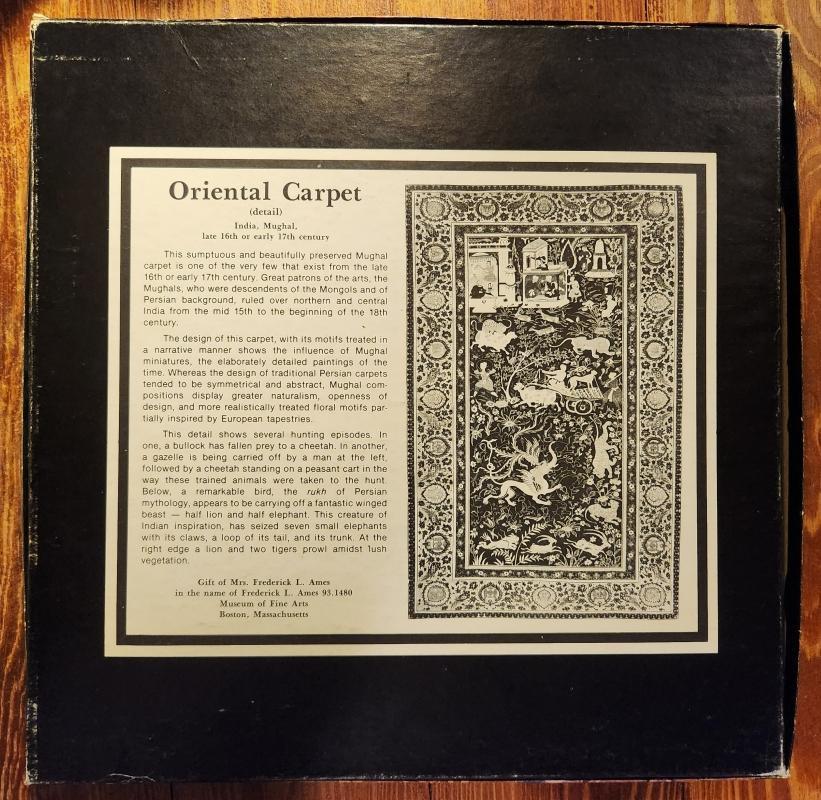 Oriental Carpet
(detail)
India, Mughal,
late 16th or early 17th century
This sumptuous and beautifully preserved Mughal
carpet is one of the very few that exist from the late
16th or early 17th century. Great patrons of the arts, the
Mughals, who were descendents of the Mongols and of
Persian background, ruled over northern and central
India from the mid 15th to the beginning of the 18th
century.
The design of this carpet, with its motifs treated in
a narrative manner shows the influence of Mughal
miniatures, the elaborately detailed paintings of the
time. Whereas the design of traditional Persian carpets
tended to be symmetrical and abstract, Mughal com-
positions display greater naturalism, openness of
design, and more realistically treated floral motifs par-
tially inspired by European tapestries.
This detail shows several hunting episodes. In
one, a bullock has fallen prey to a cheetah. In another,
a gazelle is being carried off by a man at the left,
followed by a cheetah standing on a peasant cart in the
way these trained animals were taken to the hunt.
Below, a remarkable bird, the rukh of Persian
mythology, appears to be carrying off a fantastic winged
beast — half lion and half elephant. This creature of
Indian inspiration, has seized seven small elephants
with its claws, a loop of its tail, and its trunk. At the
right edge a lion and two tigers prowl amidst lush
vegetation.
Gift of Mrs. Frederick L. Ames
in the name of Frederick L. Ames 93.1480
Museum of Fine Arts
Boston, Massachusetts